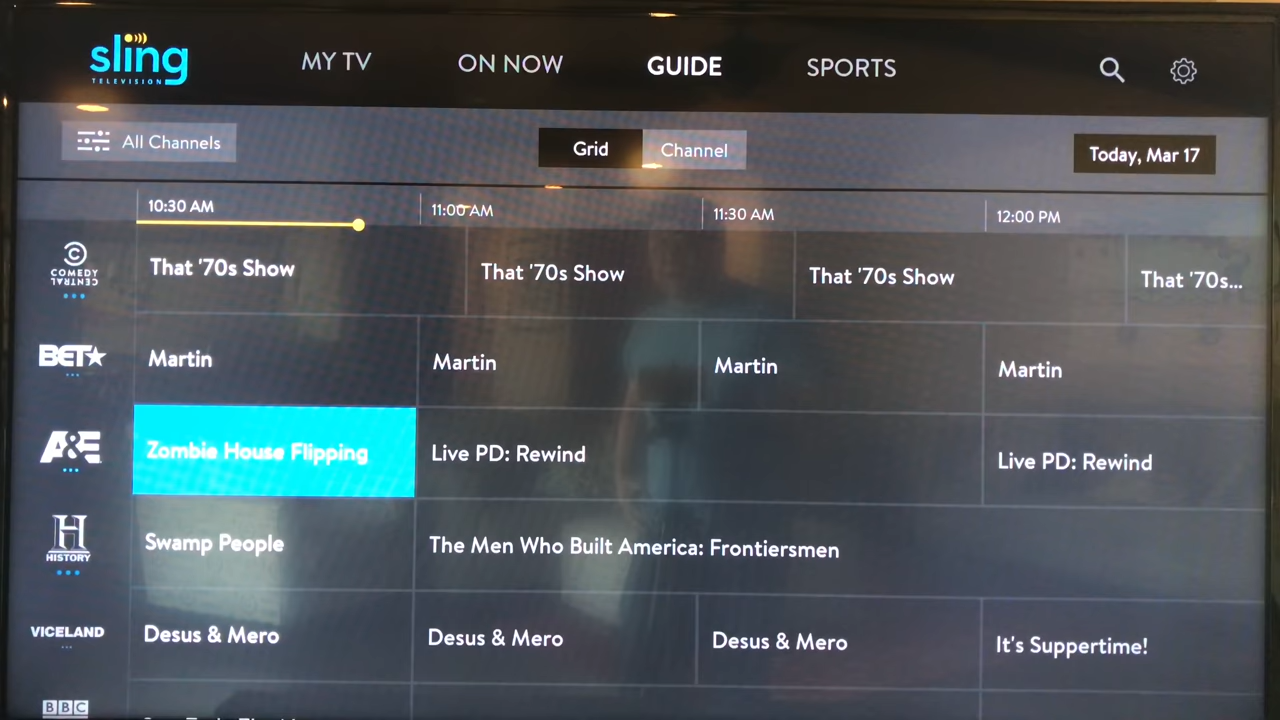 sling
TELEVISION
MY TV
ON NOW
GUIDE
SPORTS
All Channels
Grid
Channel
Today, Mar 17
10:30 AM
11:00 AM
11:30 AM
12:00 PM
COMEDY
CENTRAL
That '70s Show
That '70s Show
That '70s Show
That '70s...
BET
Martin
Martin
Martin
Martin
A&E
Zombie House Flipping
Live PD: Rewind
Live PD: Rewind
H
HISTORY
Swamp People
The Men Who Built America: Frontiersmen
VICELAND
Desus & Mero
Desus & Mero
Desus & Mero
It's Suppertime!
BBC